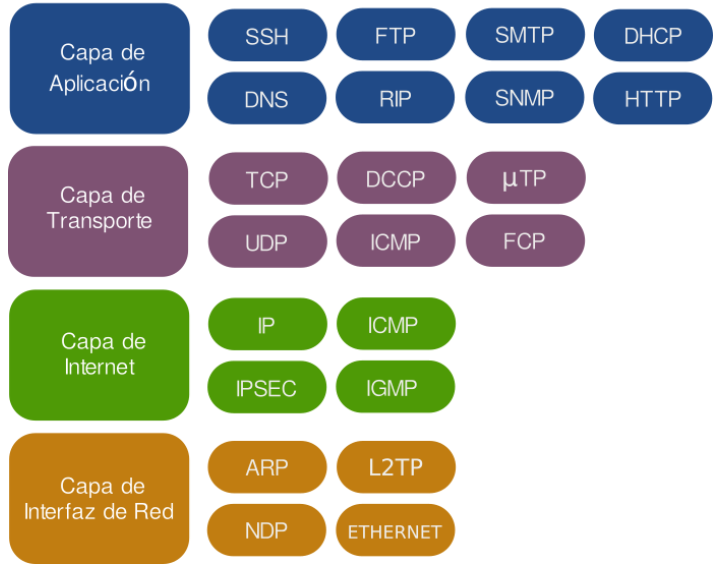 Capa de
Aplicación
SSH FTP SMTP DHCP
DNS RIP SNMP HTTP
Capa de
Transporte
TCP DCCP µTP
UDP ICMP FCP
Capa de
Internet
IP ICMP
IPSEC IGMP
Capa de
Interfaz de Red
ARP L2TP
NDP ETHERNET